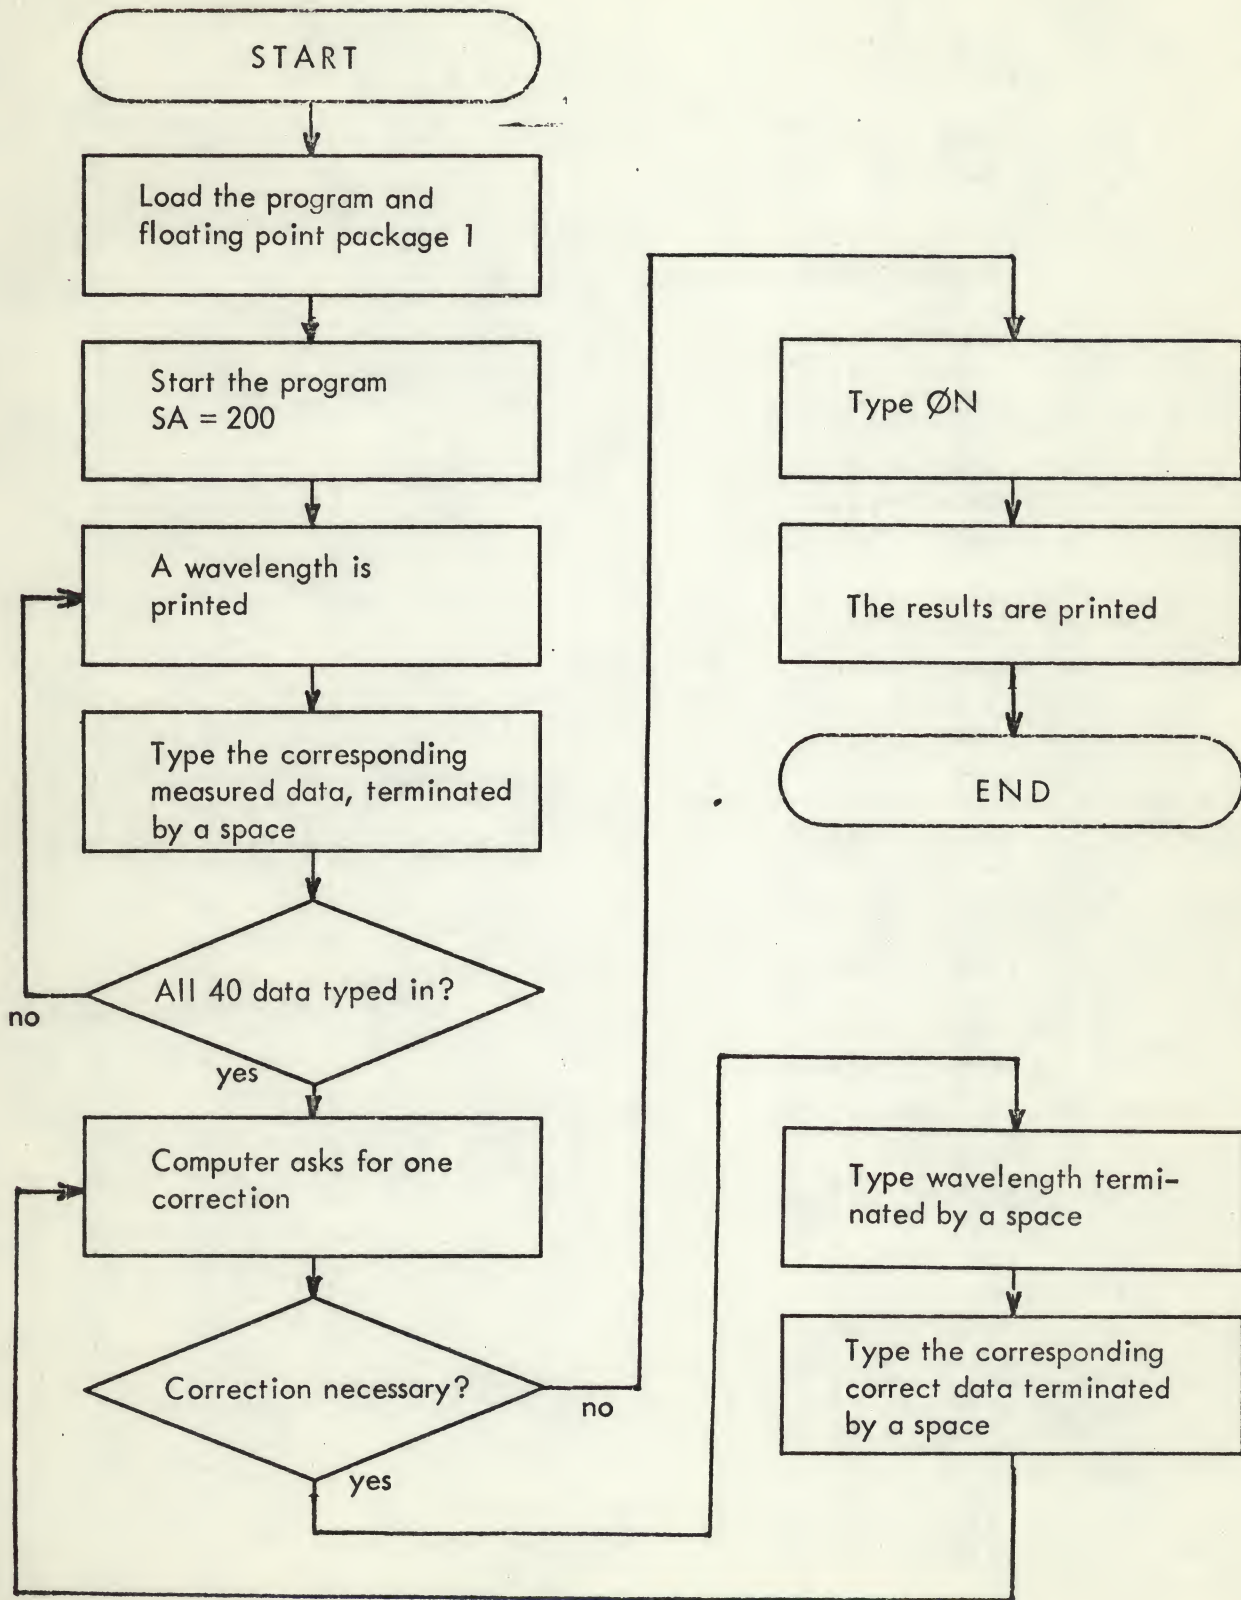 START
Load the program and
floating point package 1
Start the program
SA = 200
A wavelength is
printed
Type the corresponding
measured data, terminated
by a space
All 40 data typed in?
no
yes
Computer asks for one
correction
Correction necessary?
no
yes
Type ØN
The results are printed
END
Type wavelength termi-
nated by a space
Type the corresponding
correct data terminated
by a space